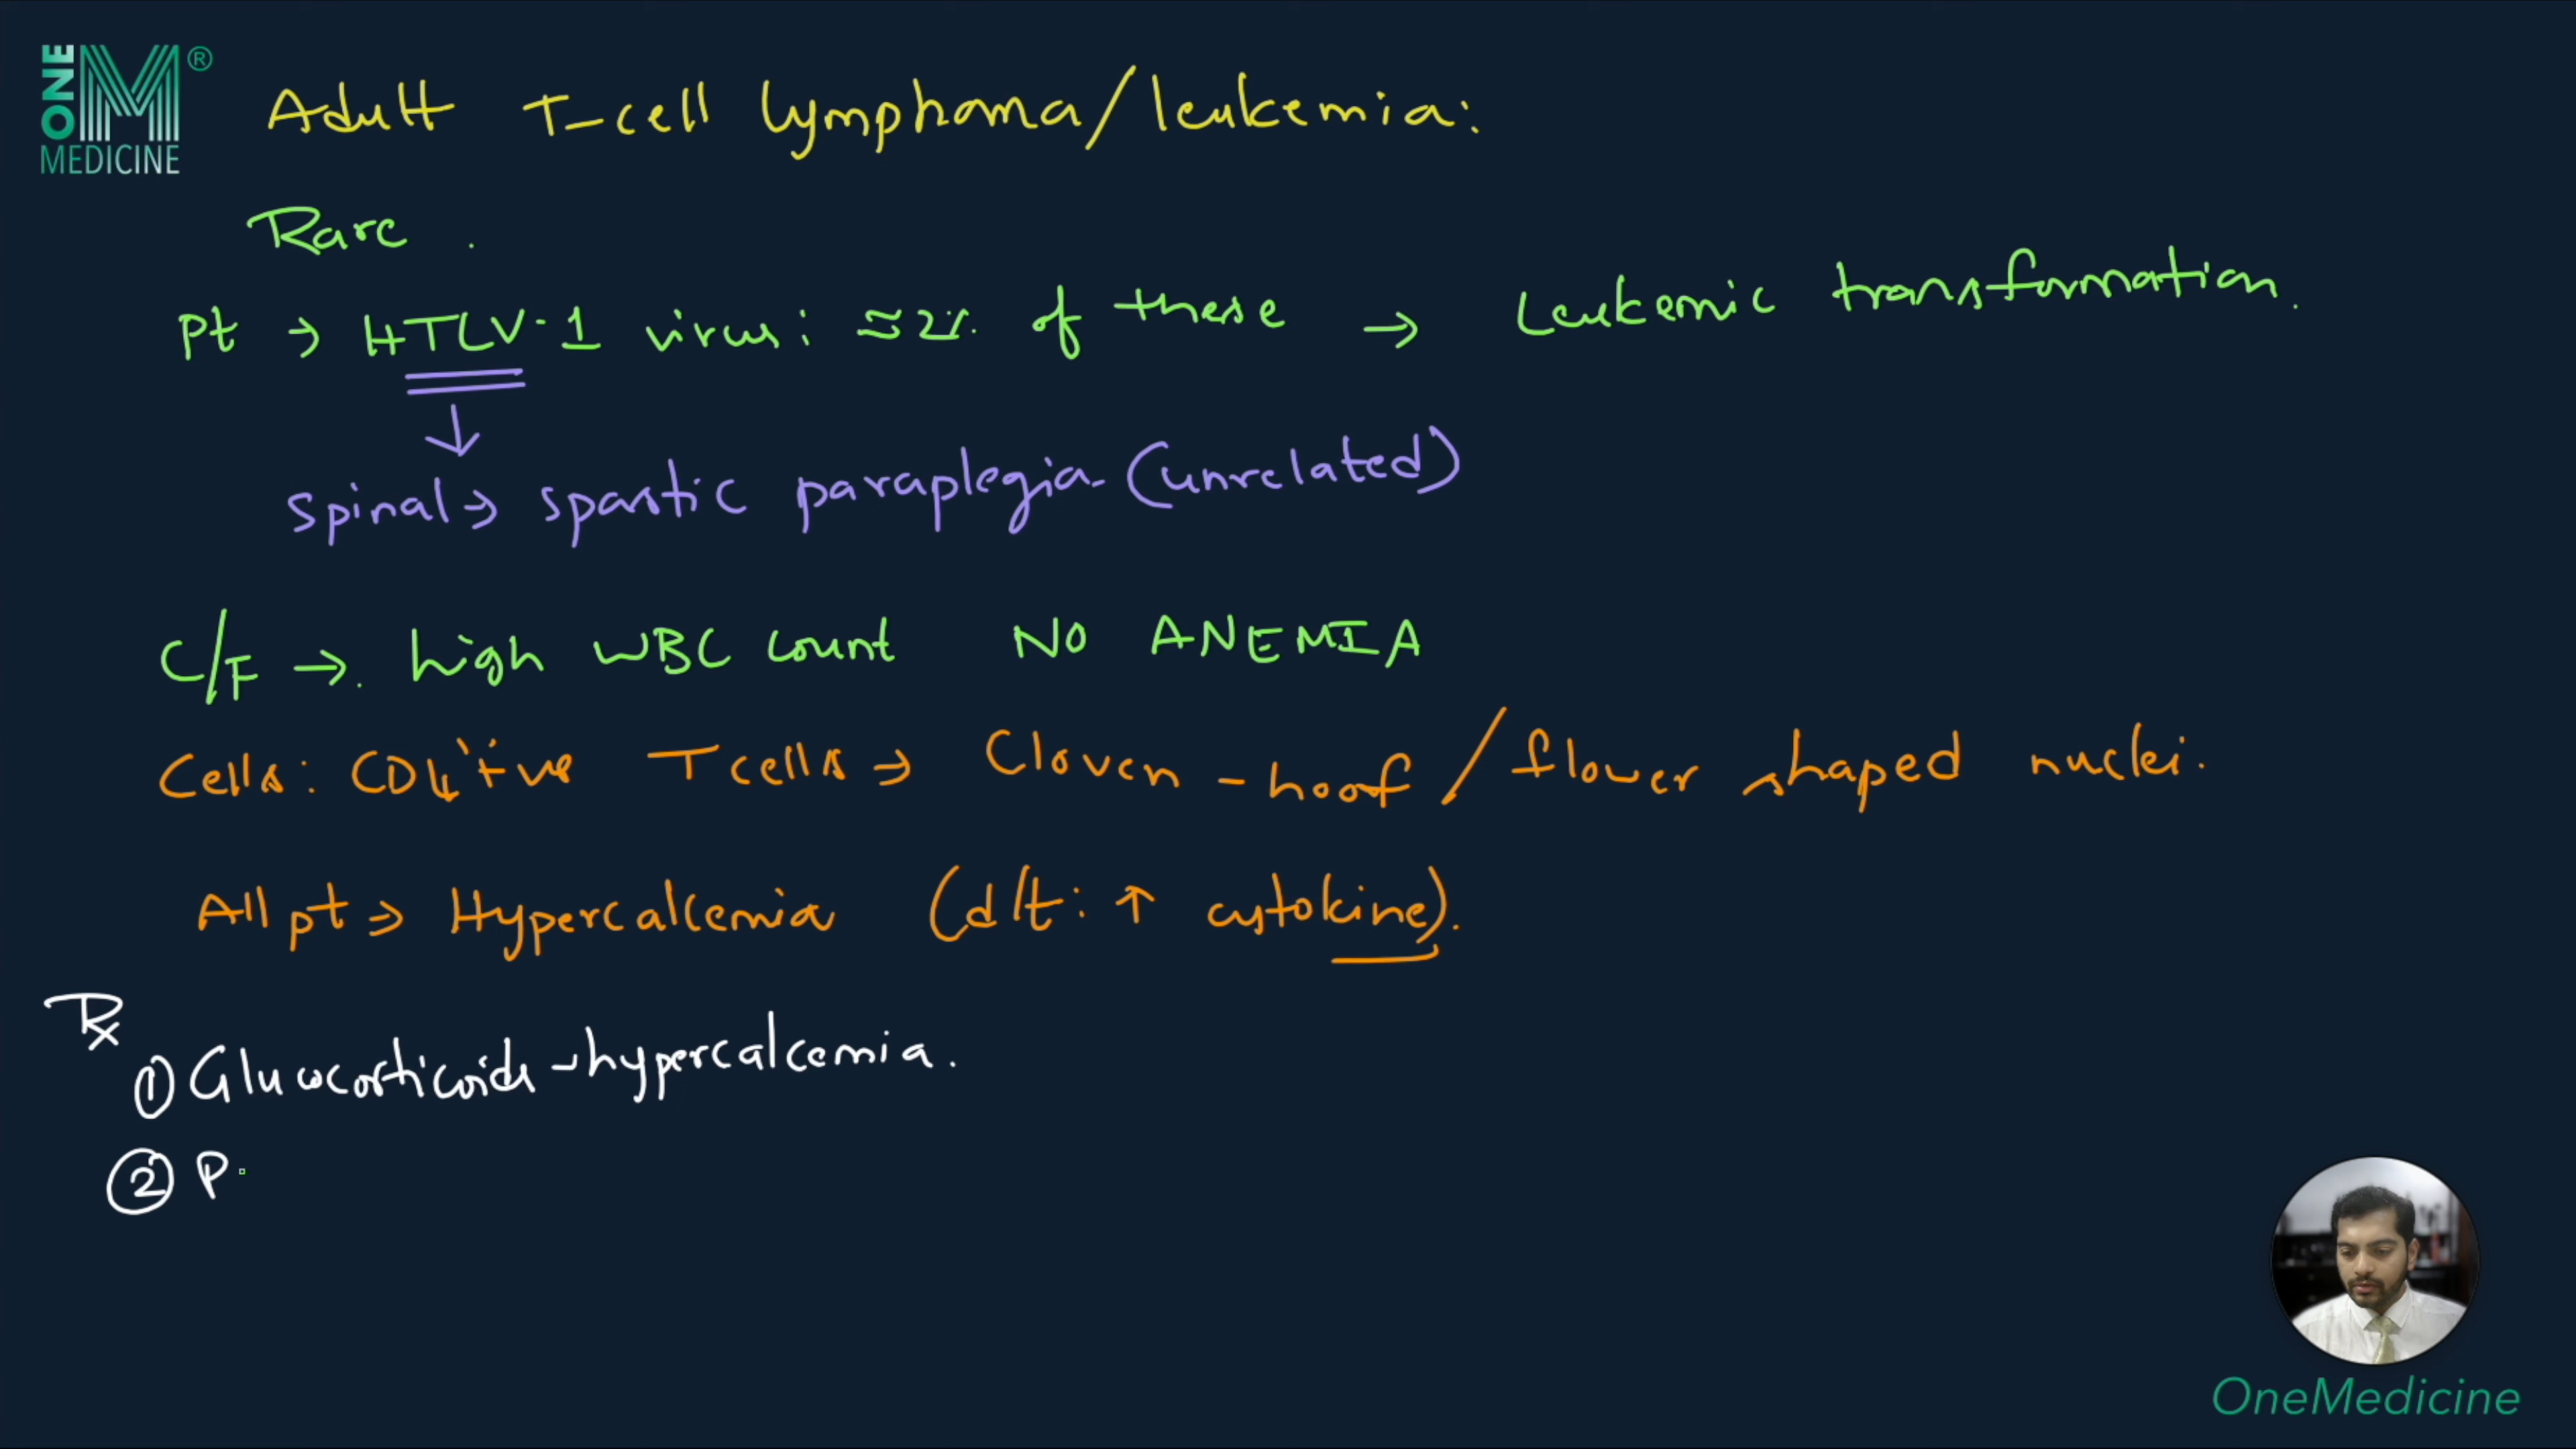 ONE MEDICINE ®
Adult T-cell lymphoma/leukemia:
Rare.
Pt → HTLV-1 virus: ≈2% of these → Leukemic transformation.
↓
Spinal → spastic paraplegia (unrelated)
C/F → high WBC count NO ANEMIA
Cells: CD4 +ve T cells → Cloven-hoof / flower shaped nuclei.
All pt → Hypercalcemia (d/t: ↑ cytokine).
Rx
① Glucocorticoids - hypercalcemia.
② P
OneMedicine